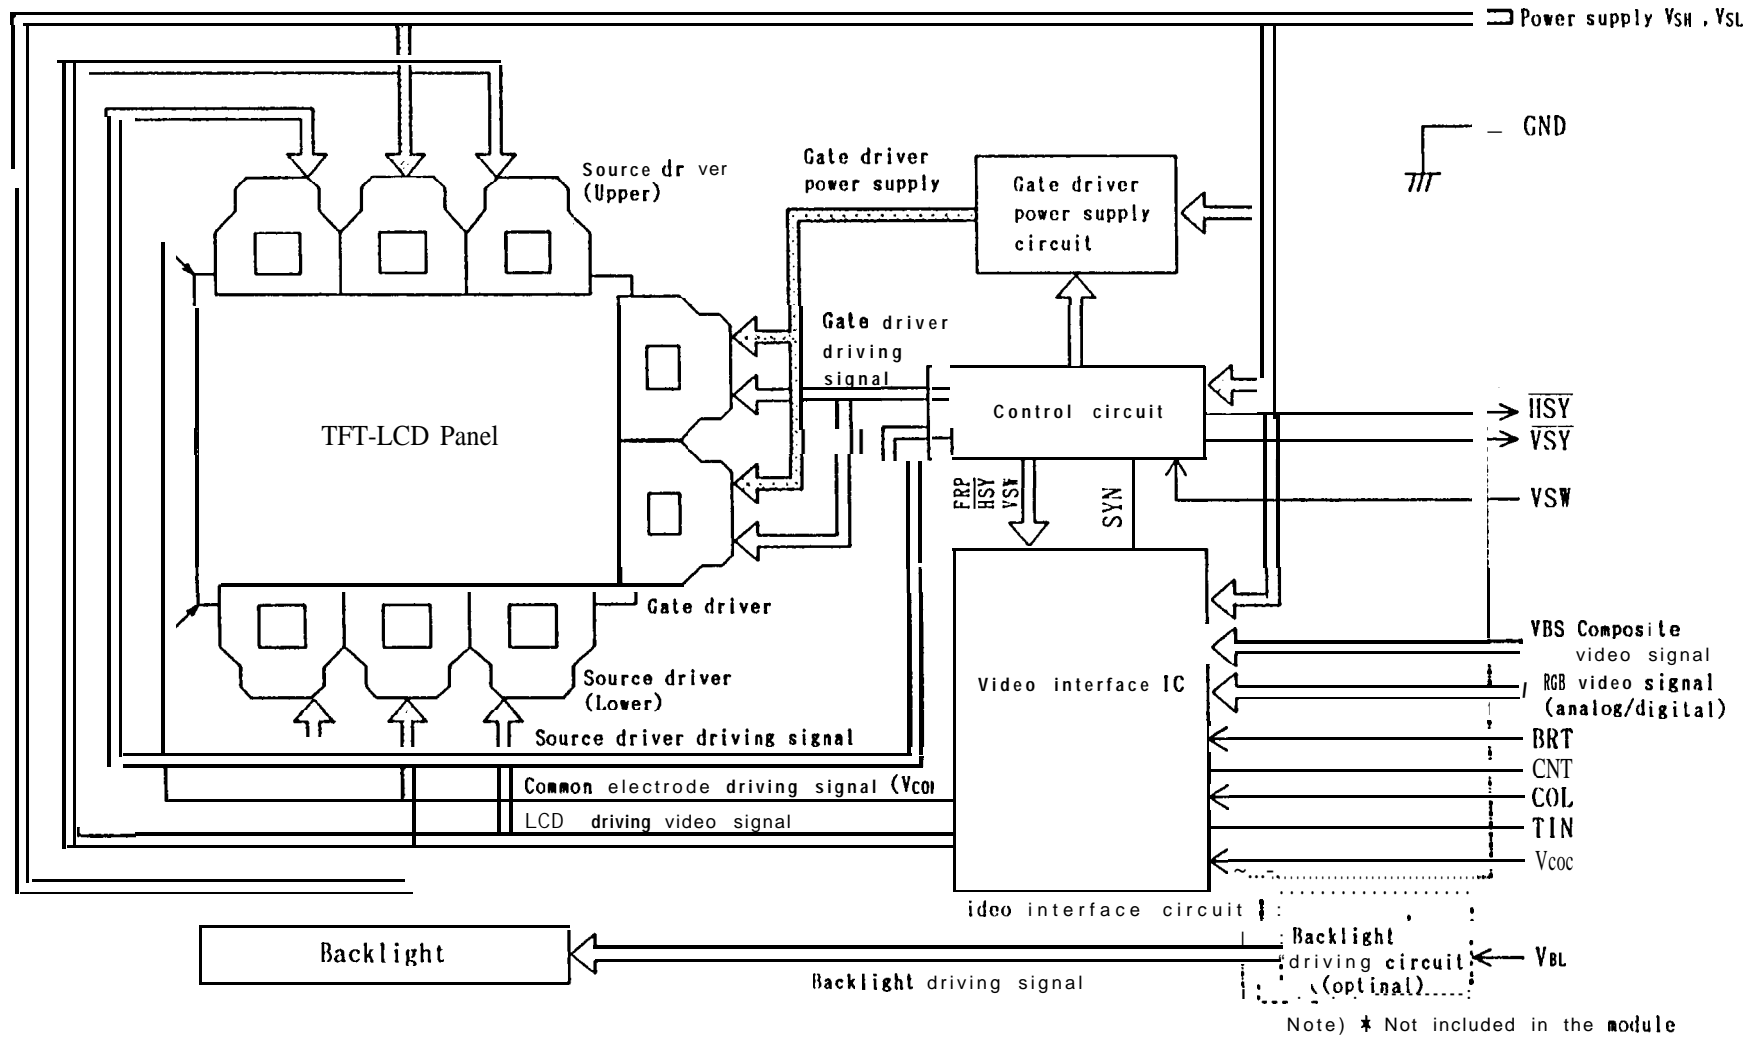 Power supply VSH , VSL
GND
Source dr ver
(Upper)
Gate driver
power supply
Gate driver
power supply
circuit
Gate driver
driving
signal
Control circuit
HSY
VSY
VSW
TFT-LCD Panel
FRP
HSY
VSW
SYN
Gate driver
Video interface IC
VBS Composite
video signal
RGB video signal
(analog/digital)
Source driver
(Lower)
Source driver driving signal
BRT
CNT
COL
TIN
Vcoc
Common electrode driving signal (VCO
LCD driving video signal
ideo interface circuit
Backlight
Backlight driving signal
Backlight
driving circuit
(optinal)
VBL
Note) * Not included in the module